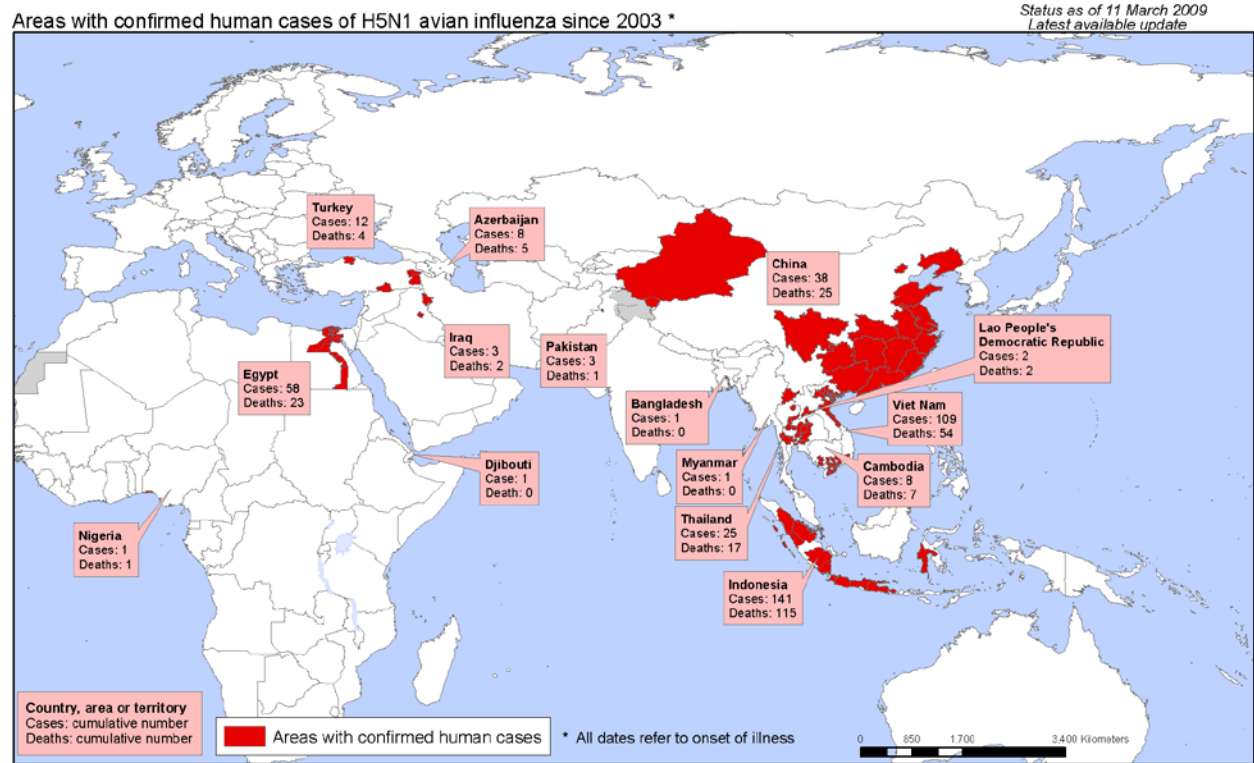 Areas with confirmed human cases of H5N1 avian influenza since 2003 *
Status as of 11 March 2009
Latest available update
Turkey
Cases: 12
Deaths: 4
Azerbaijan
Cases: 8
Deaths: 5
China
Cases: 38
Deaths: 25
Lao People's
Democratic Republic
Cases: 2
Deaths: 2
Iraq
Cases: 3
Deaths: 2
Pakistan
Cases: 3
Deaths: 1
Egypt
Cases: 58
Deaths: 23
Bangladesh
Cases: 1
Deaths: 0
Viet Nam
Cases: 109
Deaths: 54
Djibouti
Case: 1
Death: 0
Myanmar
Cases: 1
Deaths: 0
Cambodia
Cases: 8
Deaths: 7
Thailand
Cases: 25
Deaths: 17
Nigeria
Cases: 1
Deaths: 1
Indonesia
Cases: 141
Deaths: 115
Country, area or territory
Cases: cumulative number
Deaths: cumulative number
Areas with confirmed human cases
* All dates refer to onset of illness
0 850 1,700 3,400 Kilometers